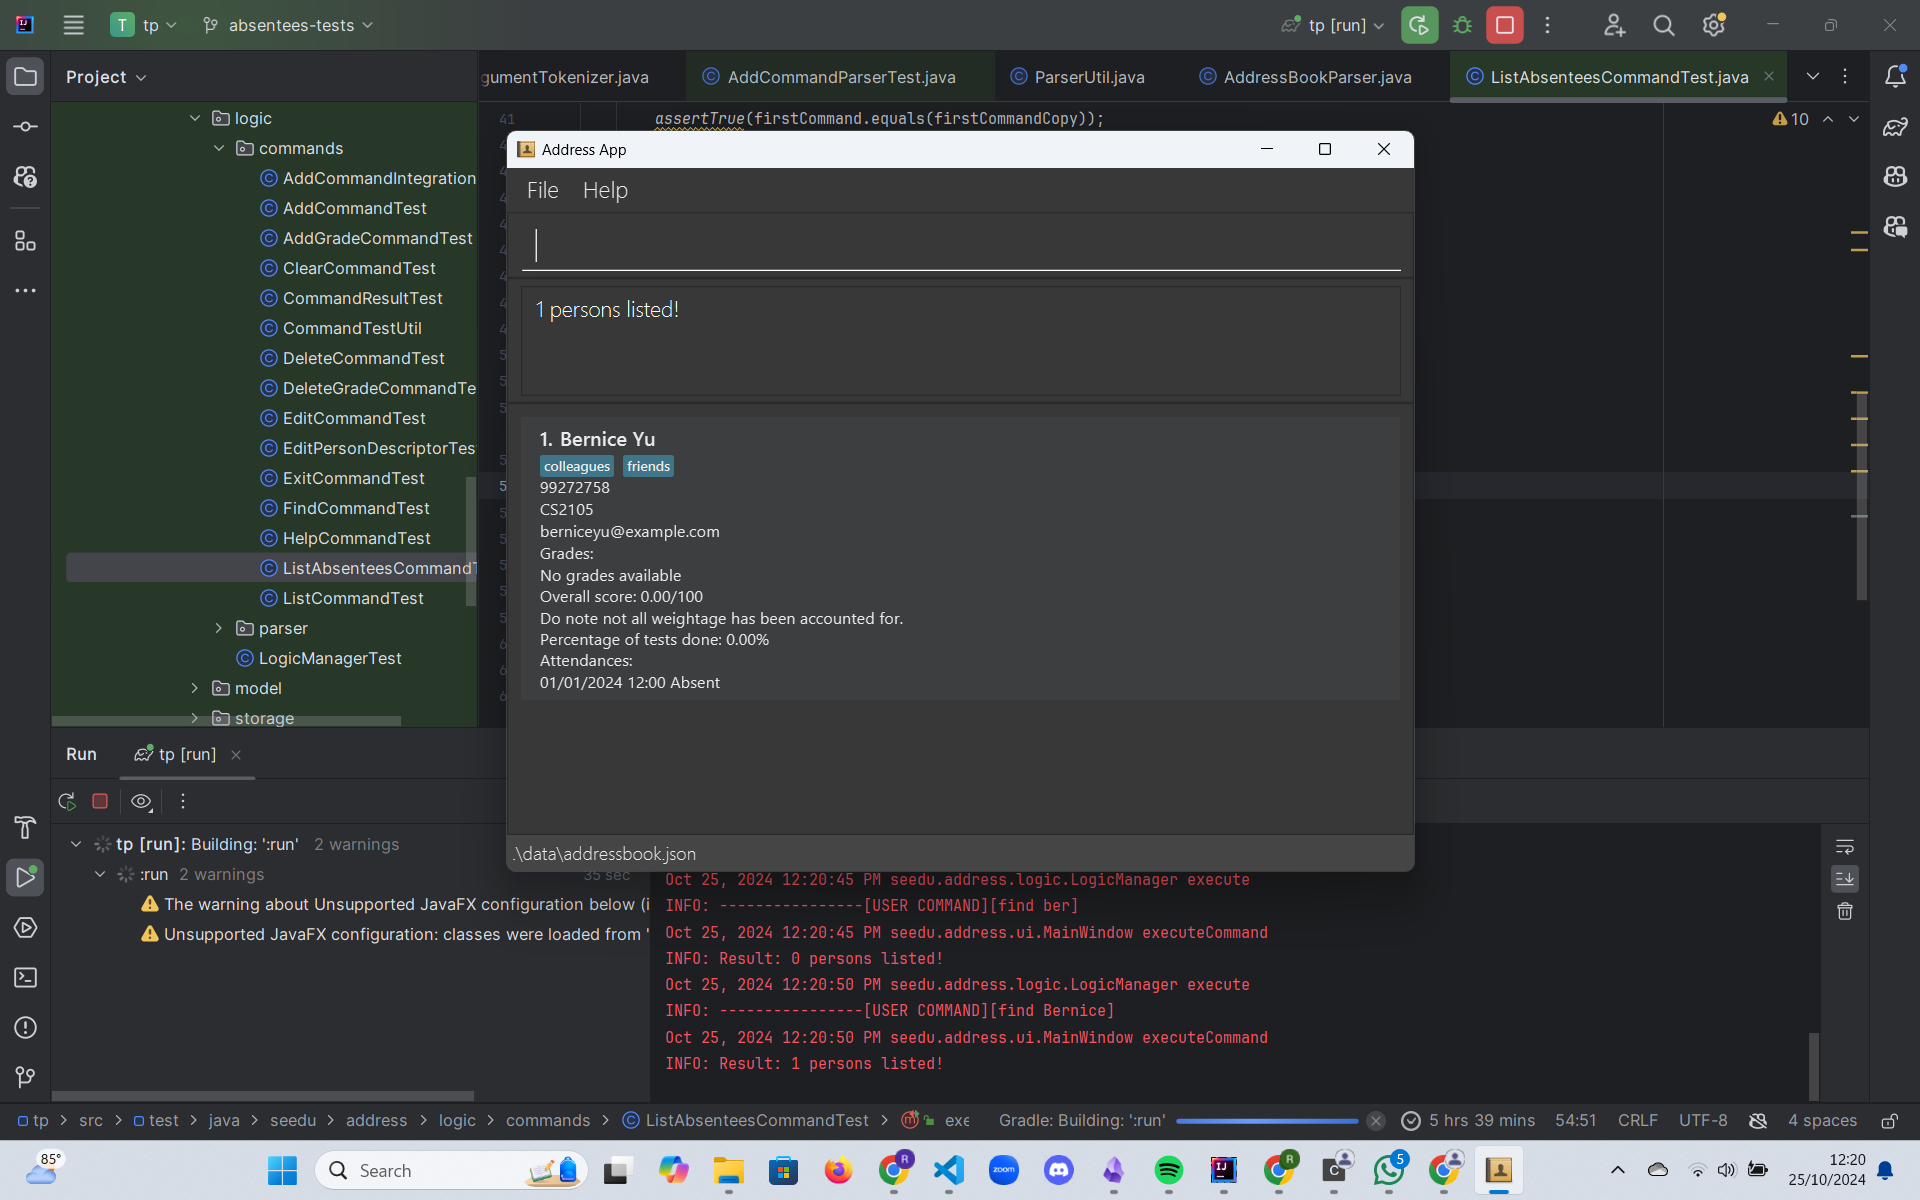 T tp absentees-tests tp [run]
Project
gumentTokenizer.java AddCommandParserTest.java ParserUtil.java AddressBookParser.java ListAbsenteesCommandTest.java
logic
commands
AddCommandIntegration
AddCommandTest
AddGradeCommandTest
ClearCommandTest
CommandResultTest
CommandTestUtil
DeleteCommandTest
DeleteGradeCommandTe
EditCommandTest
EditPersonDescriptorTes
ExitCommandTest
FindCommandTest
HelpCommandTest
ListAbsenteesCommandT
ListCommandTest
parser
LogicManagerTest
model
storage
41 assertTrue(firstCommand.equals(firstCommandCopy)); 10
Address App
File Help
1 persons listed!
1. Bernice Yu
colleagues friends
99272758
CS2105
berniceyu@example.com
Grades:
No grades available
Overall score: 0.00/100
Do note not all weightage has been accounted for.
Percentage of tests done: 0.00%
Attendances:
01/01/2024 12:00 Absent
.\data\addressbook.json
Run tp [run]
tp [run]: Building: ':run' 2 warnings
:run 2 warnings 35 sec
The warning about Unsupported JavaFX configuration below (i
Unsupported JavaFX configuration: classes were loaded from '
Oct 25, 2024 12:20:45 PM seedu.address.logic.LogicManager execute
INFO: ----------------[USER COMMAND][find ber]
Oct 25, 2024 12:20:45 PM seedu.address.ui.MainWindow executeCommand
INFO: Result: 0 persons listed!
Oct 25, 2024 12:20:50 PM seedu.address.logic.LogicManager execute
INFO: ----------------[USER COMMAND][find Bernice]
Oct 25, 2024 12:20:50 PM seedu.address.ui.MainWindow executeCommand
INFO: Result: 1 persons listed!
tp > src > test > java > seedu > address > logic > commands > ListAbsenteesCommandTest > exe Gradle: Building: ':run' 5 hrs 39 mins 54:51 CRLF UTF-8 4 spaces
85° Search zoom 5 12:20
25/10/2024